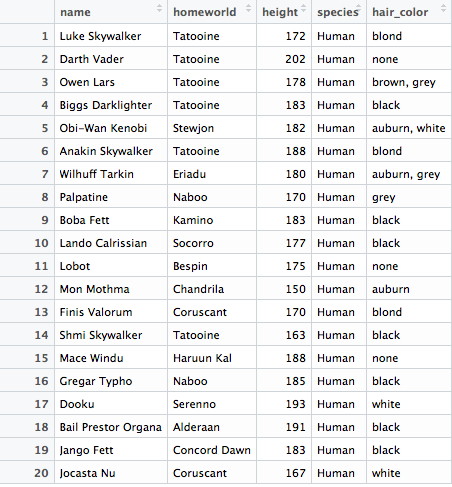 name homeworld height species hair_color
1 Luke Skywalker Tatooine 172 Human blond
2 Darth Vader Tatooine 202 Human none
3 Owen Lars Tatooine 178 Human brown, grey
4 Biggs Darklighter Tatooine 183 Human black
5 Obi-Wan Kenobi Stewjon 182 Human auburn, white
6 Anakin Skywalker Tatooine 188 Human blond
7 Wilhuff Tarkin Eriadu 180 Human auburn, grey
8 Palpatine Naboo 170 Human grey
9 Boba Fett Kamino 183 Human black
10 Lando Calrissian Socorro 177 Human black
11 Lobot Bespin 175 Human none
12 Mon Mothma Chandrila 150 Human auburn
13 Finis Valorum Coruscant 170 Human blond
14 Shmi Skywalker Tatooine 163 Human black
15 Mace Windu Haruun Kal 188 Human none
16 Gregar Typho Naboo 185 Human black
17 Dooku Serenno 193 Human white
18 Bail Prestor Organa Alderaan 191 Human black
19 Jango Fett Concord Dawn 183 Human black
20 Jocasta Nu Coruscant 167 Human white